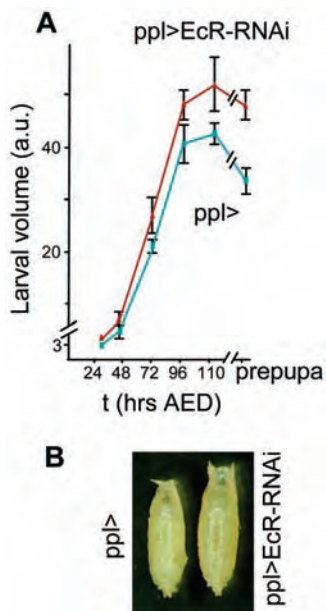 A
ppl>EcR-RNAi
Larval volume (a.u.)
40
20
3
ppl>
24 48 72 96 110 prepupa
t (hrs AED)
B
ppl>
ppl>EcR-RNAi